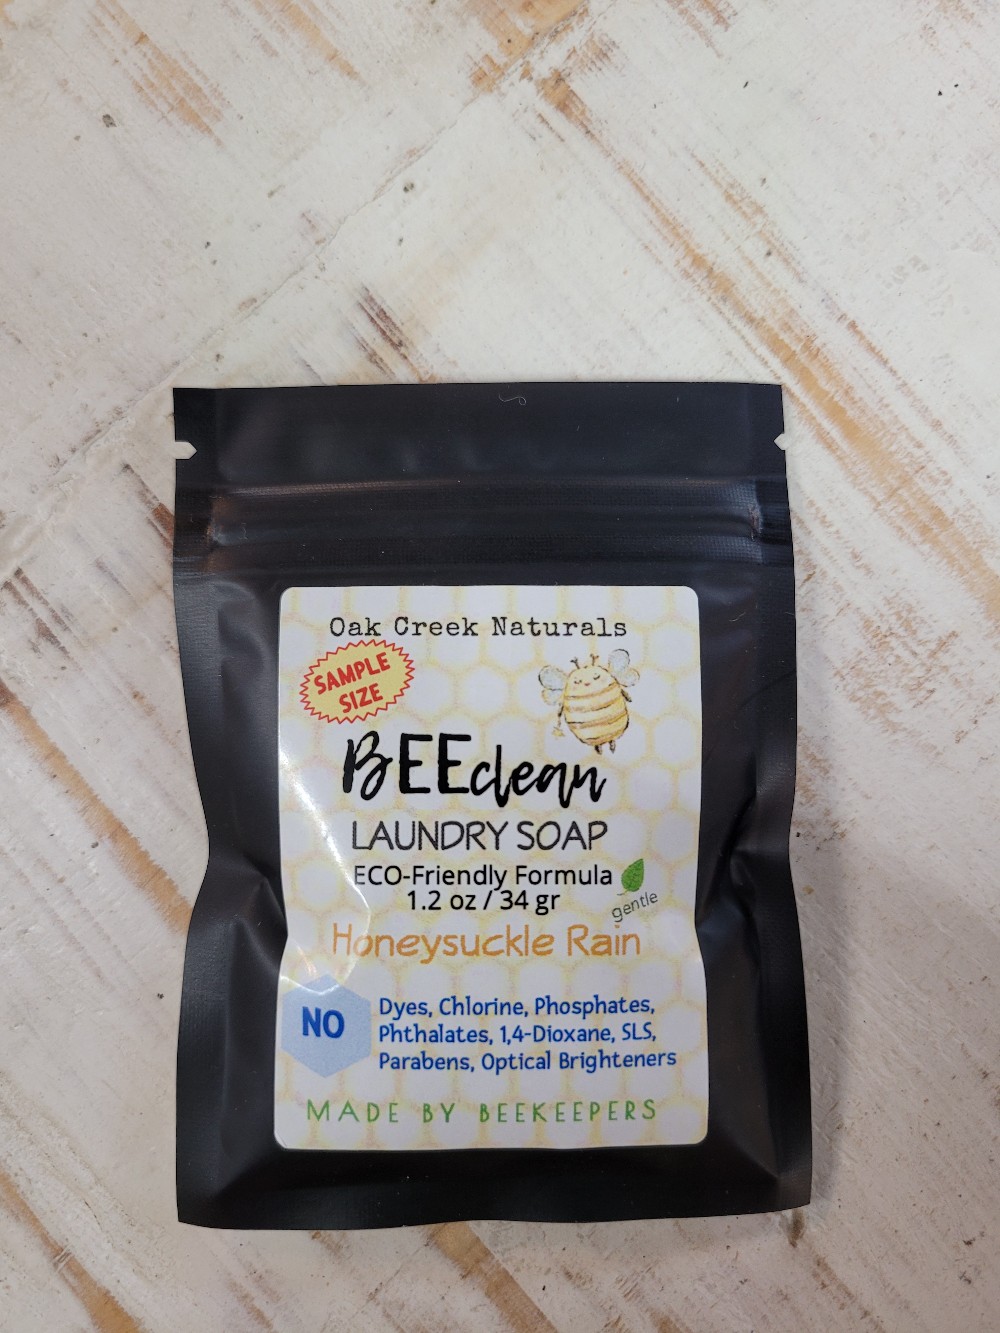 Oak Creek Naturals
SAMPLE
SIZE
BEEclean
LAUNDRY SOAP
ECO-Friendly Formula
1.2 oz / 34 gr
gentle
Honeysuckle Rain
NO
Dyes, Chlorine, Phosphates,
Phthalates, 1,4-Dioxane, SLS,
Parabens, Optical Brighteners
MADE BY BEEKEEPERS